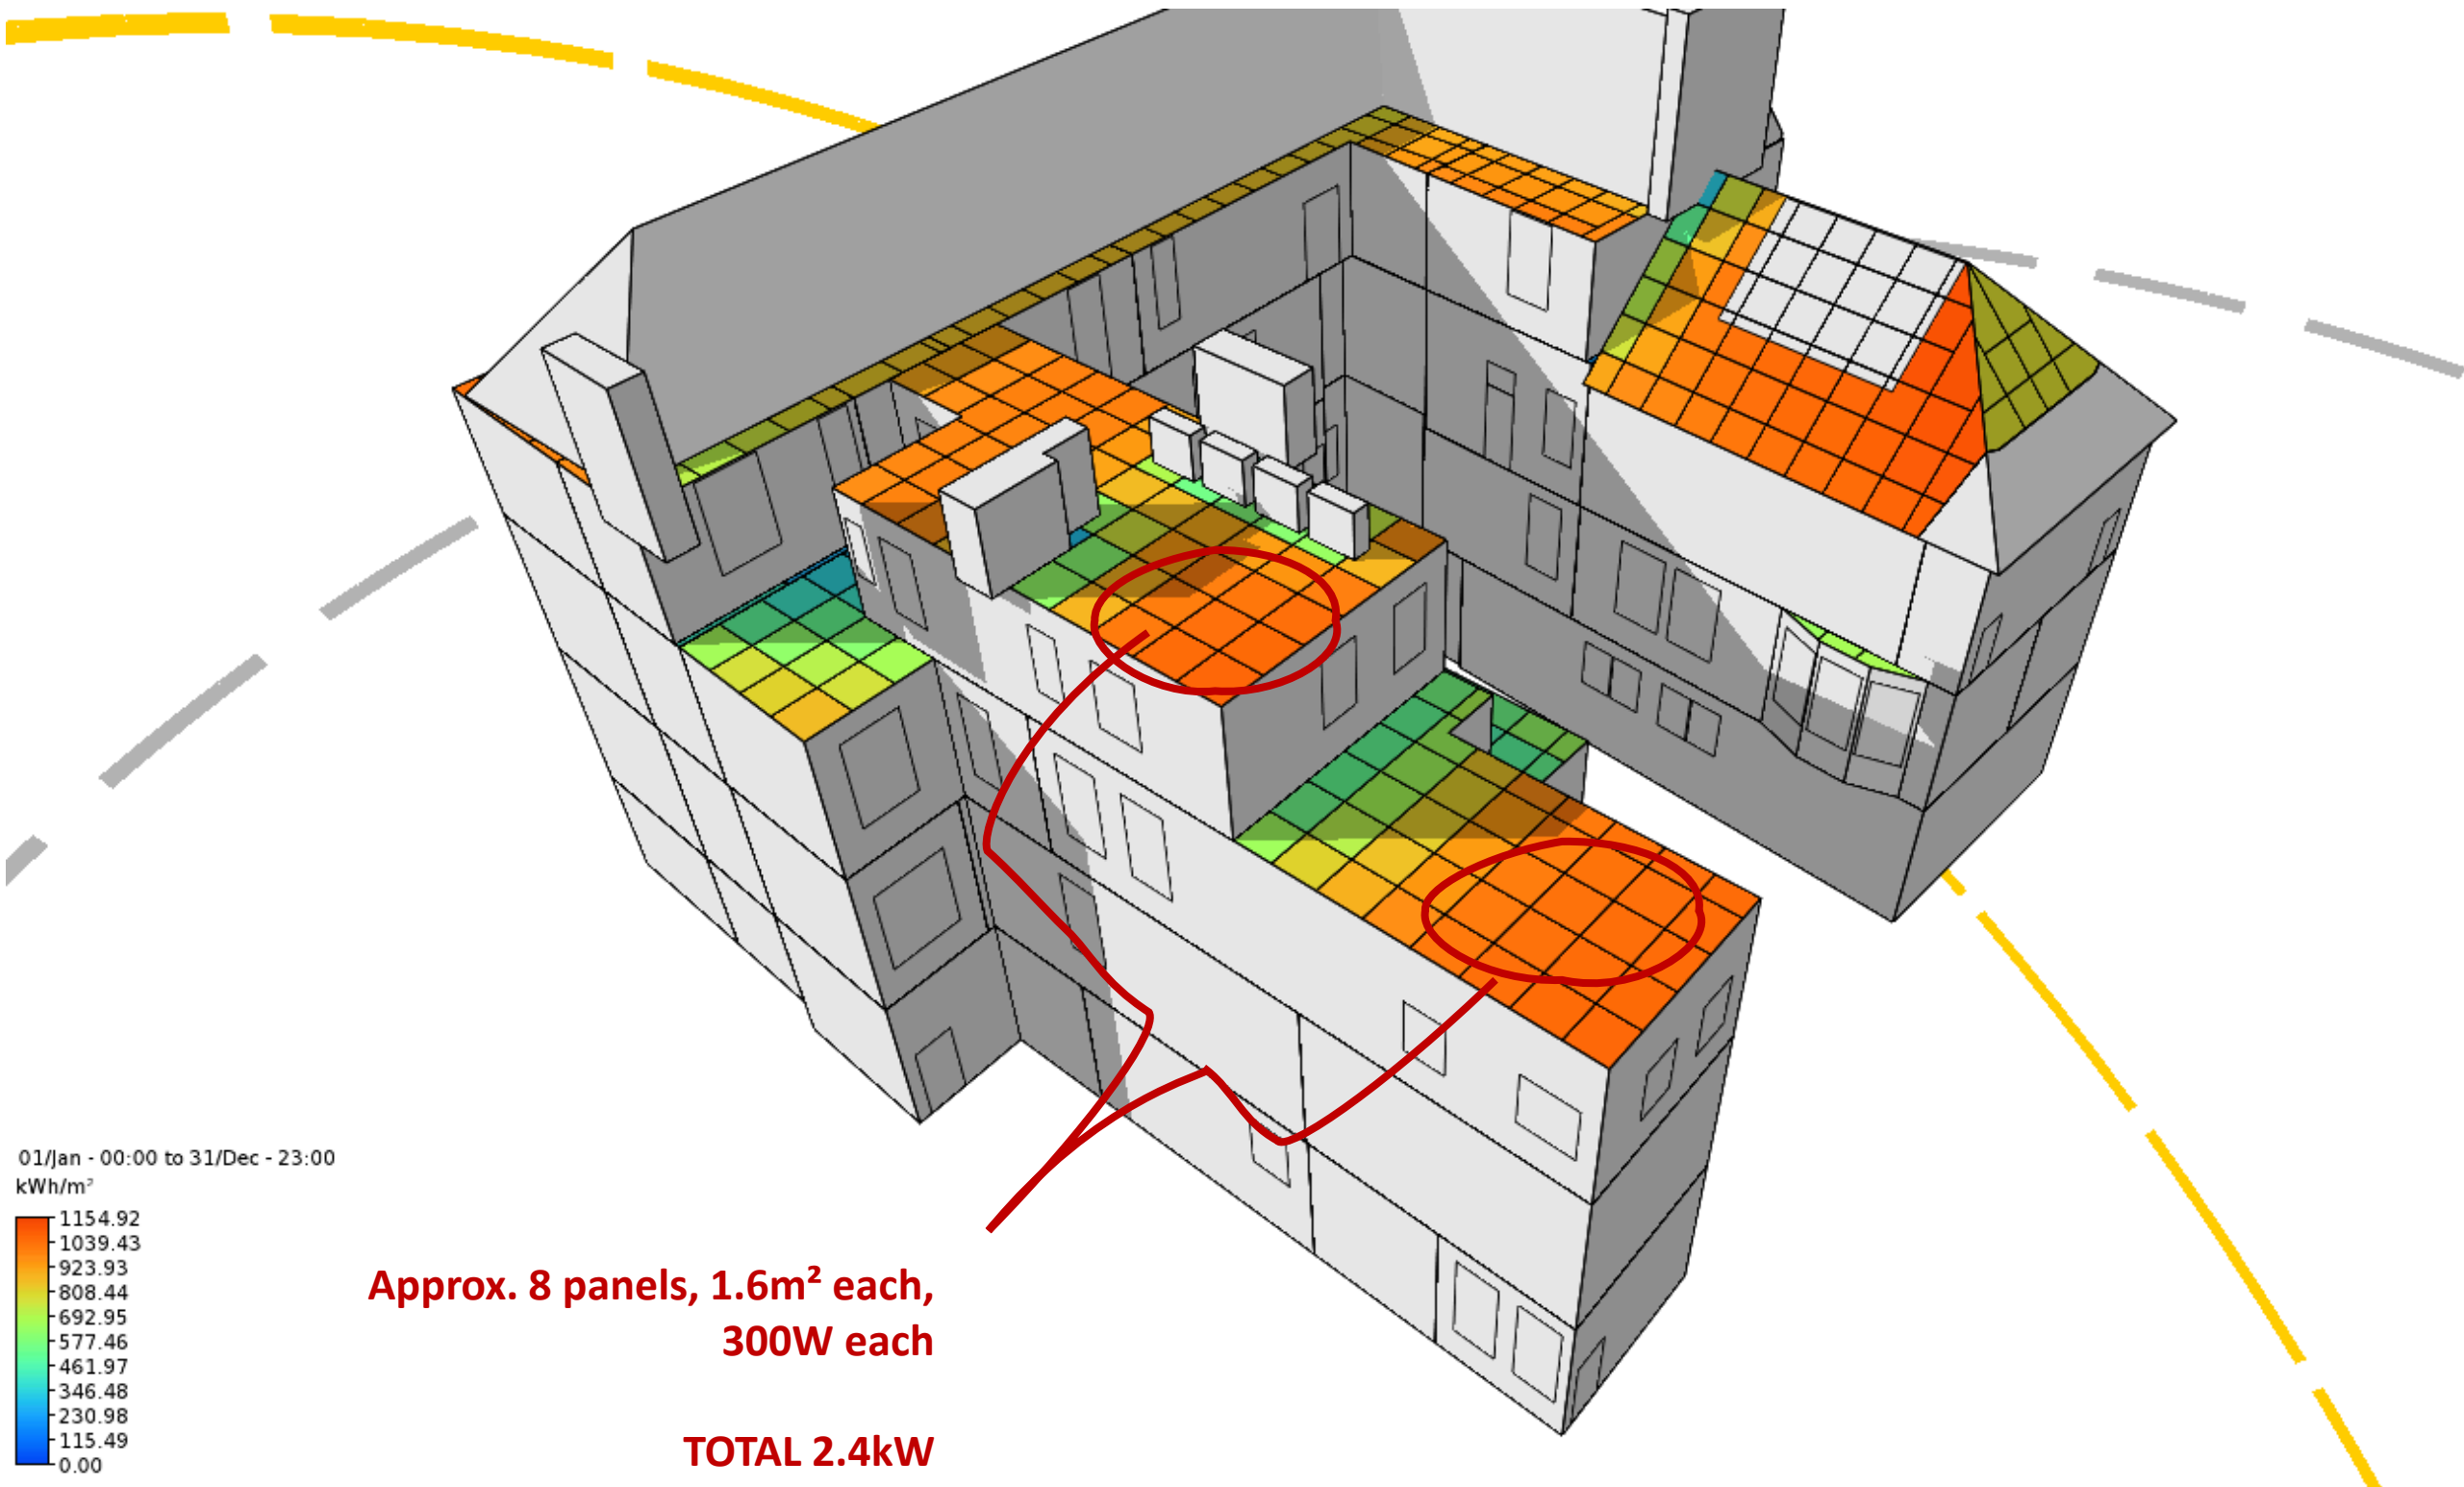 01/Jan - 00:00 to 31/Dec - 23:00
kWh/m²
1154.92
1039.43
923.93
808.44
692.95
577.46
461.97
346.48
230.98
115.49
0.00
Approx. 8 panels, 1.6m² each,
300W each
TOTAL 2.4kW